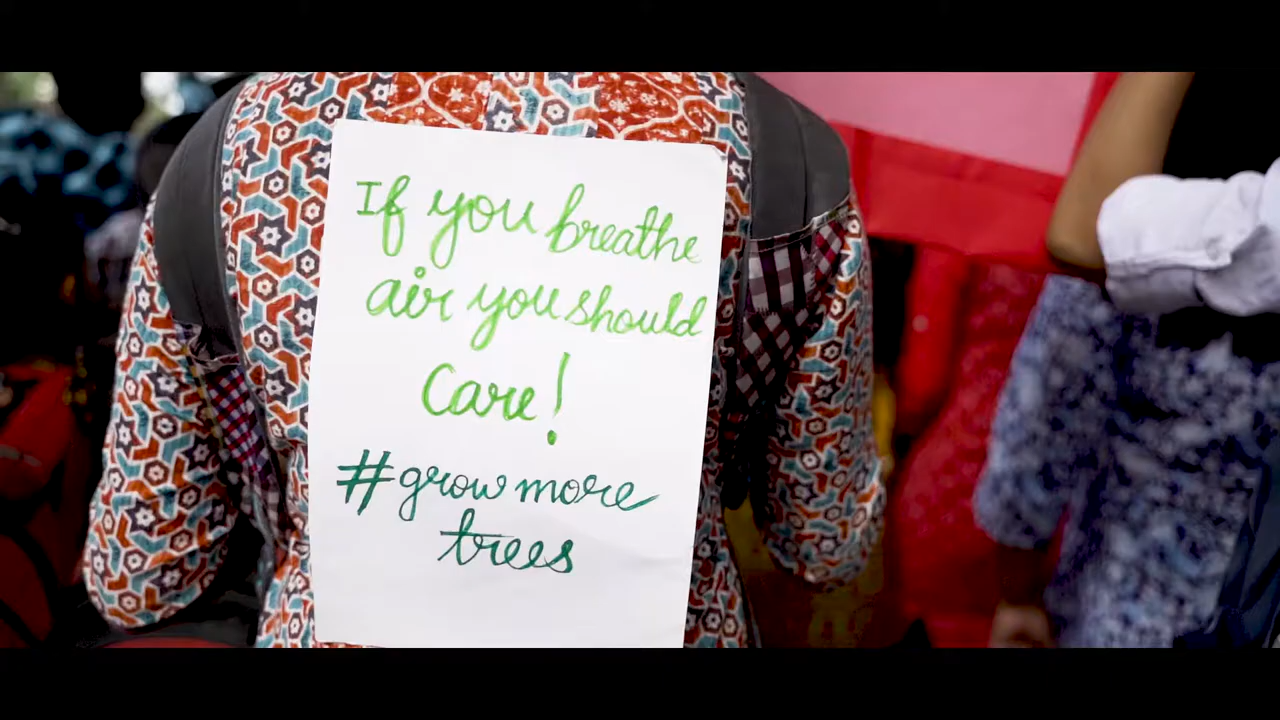 If you breathe
air you should
Care!
#grow more
trees